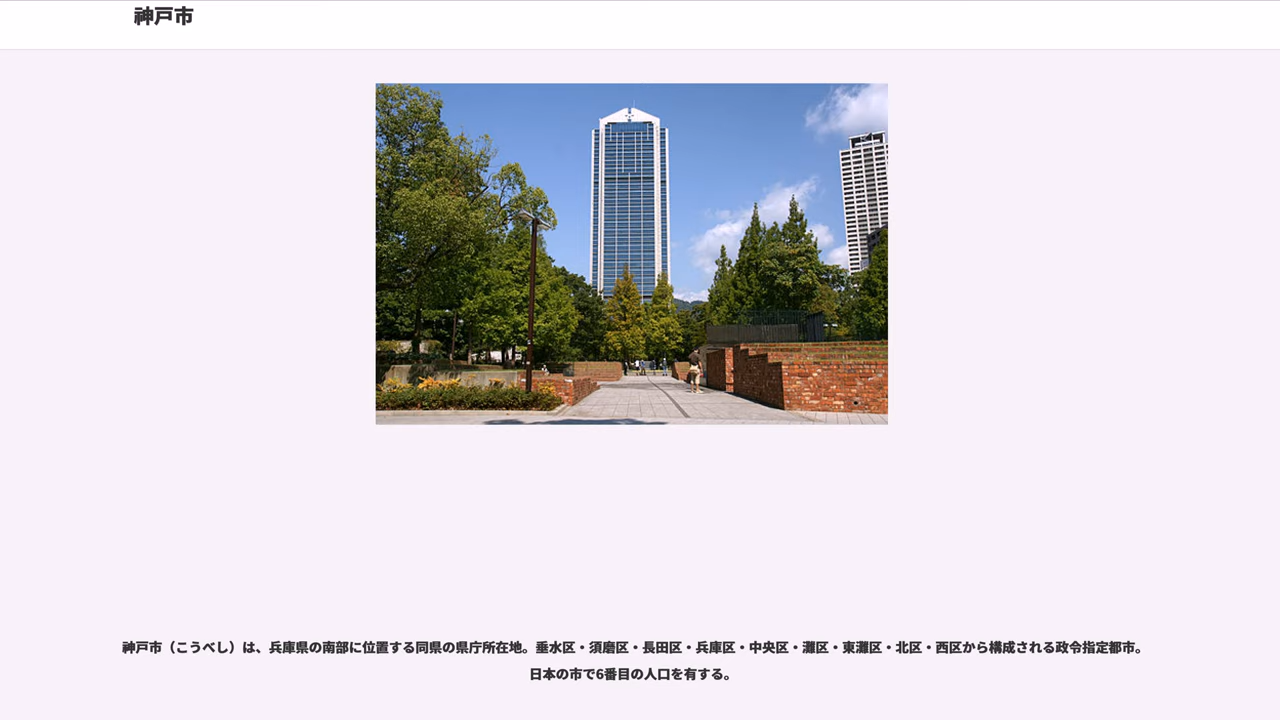 神戸市
神戸市（こうべし）は、兵庫県の南部に位置する同県の県庁所在地。垂水区・須磨区・長田区・兵庫区・中央区・灘区・東灘区・北区・西区から構成される政令指定都市。
日本の市で6番目の人口を有する。